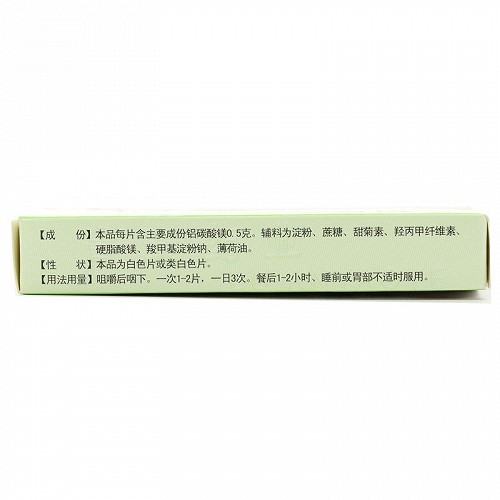 【成　份】本品每片含主要成份铝碳酸镁0.5克。辅料为淀粉、蔗糖、甜菊素、羟丙甲纤维素、
硬脂酸镁、羧甲基淀粉钠、薄荷油。
【性　状】本品为白色片或类白色片。
【用法用量】咀嚼后咽下。一次1-2片，一日3次。餐后1-2小时、睡前或胃部不适时服用。